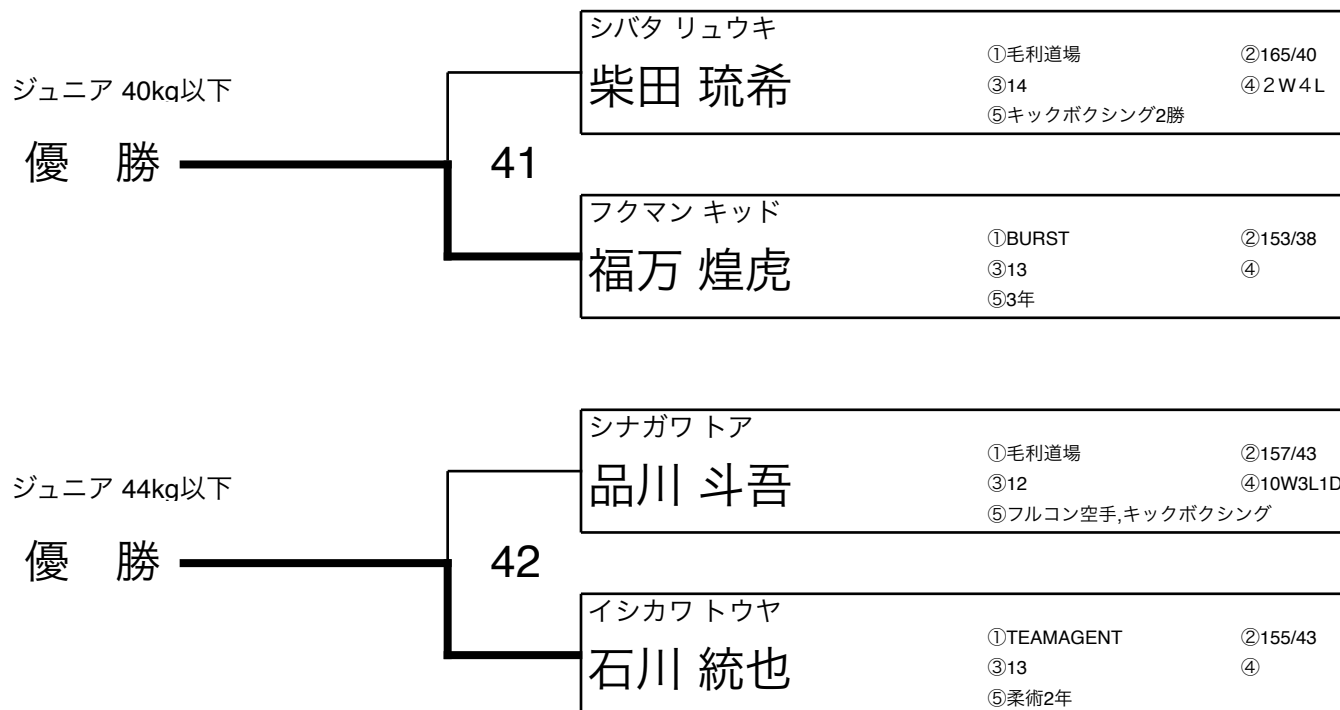 シバタ リュウキ
柴田 琉希
①毛利道場 ②165/40
③14 ④２W４L
⑤キックボクシング2勝
ジュニア 40kg以下
優 勝
41
フクマン キッド
福万 煌虎
①BURST ②153/38
③13 ④
⑤3年
シナガワ トア
品川 斗吾
①毛利道場 ②157/43
③12 ④10W3L1D
⑤フルコン空手,キックボクシング
ジュニア 44kg以下
優 勝
42
イシカワ トウヤ
石川 統也
①TEAMAGENT ②155/43
③13 ④
⑤柔術2年